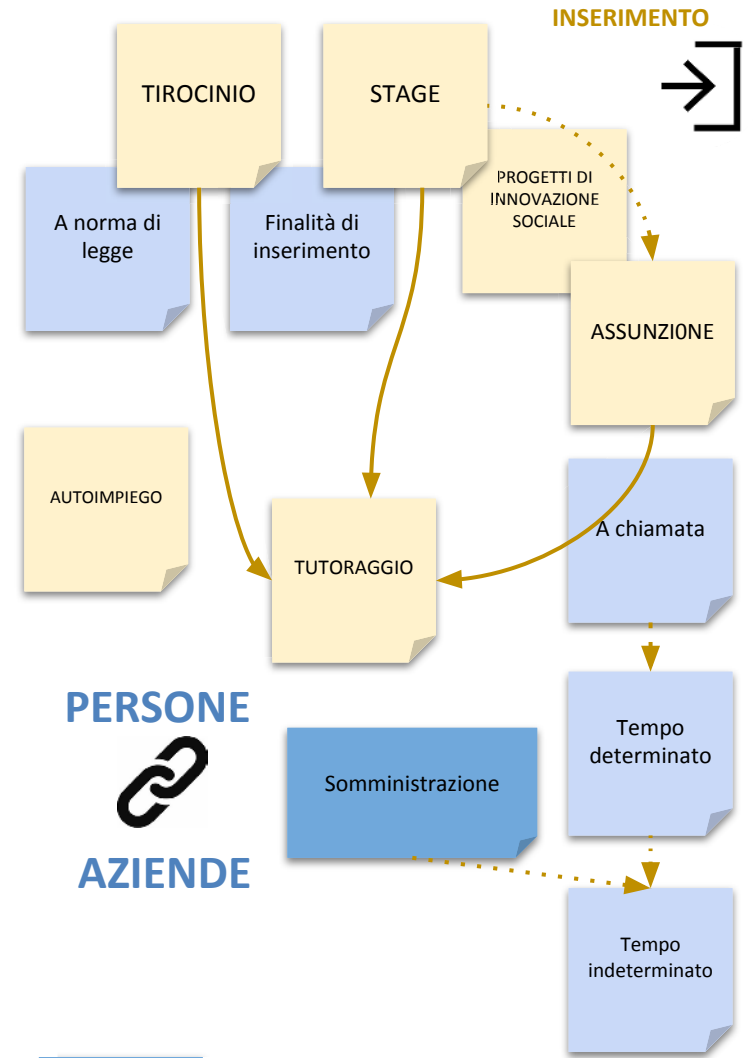 INSERIMENTO
TIROCINIO
STAGE
PROGETTI DI
INNOVAZIONE
SOCIALE
A norma di
legge
Finalità di
inserimento
ASSUNZI0NE
AUTOIMPIEGO
TUTORAGGIO
A chiamata
PERSONE
AZIENDE
Somministrazione
Tempo
determinato
Tempo
indeterminato